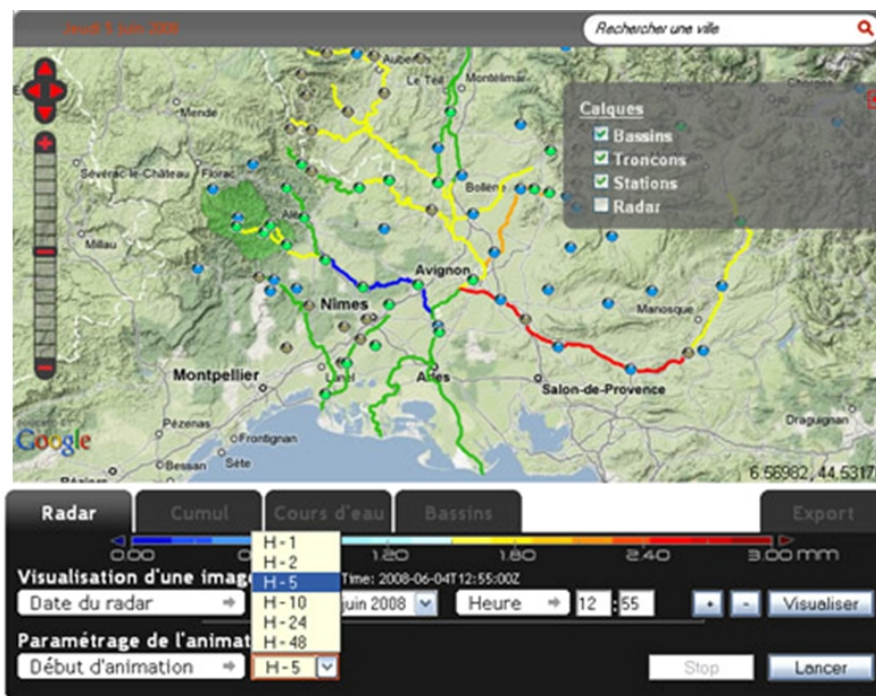 Jeudi 5 juin 2008
Rechercher une ville
Aubenas
Le Teil
Montélimar
Mende
Calques
Bassins
Troncons
Stations
Radar
Sévérac-le-Château
Florac
Bollène
Alès
Millau
Avignon
Nîmes
Manosque
Montpellier
Lunel
Arles
Salon-de-Provence
Pézenas
Draguignan
Google
Frontignan
Bessan
Sète
6.56982, 44.5317
Radar
Cumul
Cours d'eau
Bassins
Export
0.00
1.20
1.80
2.40
3.00 mm
H-1
H-2
H-5
H-10
H-24
H-48
Visualisation d'une imag
Time: 2008-06-04T12:55:00Z
Date du radar
juin 2008
Heure
12 : 55
+
-
Visualiser
Paramétrage de l'animat
Début d'animation
H-5
Stop
Lancer